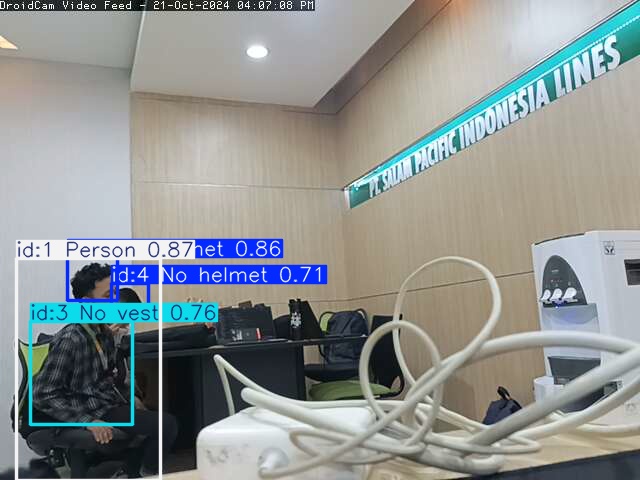 DroidCam Video Feed - 21-Oct-2024 04:07:08 PM
PT. SALAM PACIFIC INDONESIA LINES
id:1 Person 0.87
met 0.86
id:4 No helmet 0.71
id:3 No vest 0.76